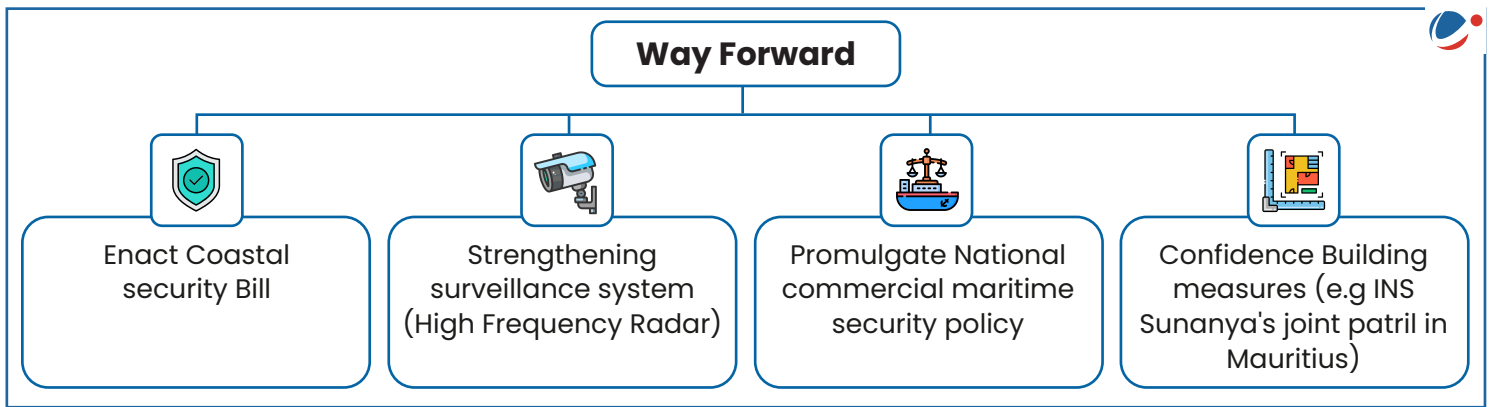 Way Forward
Enact Coastal
security Bill
Strengthening
surveillance system
(High Frequency Radar)
Promulgate National
commercial maritime
security policy
Confidence Building
measures (e.g INS
Sunanya's joint patril in
Mauritius)